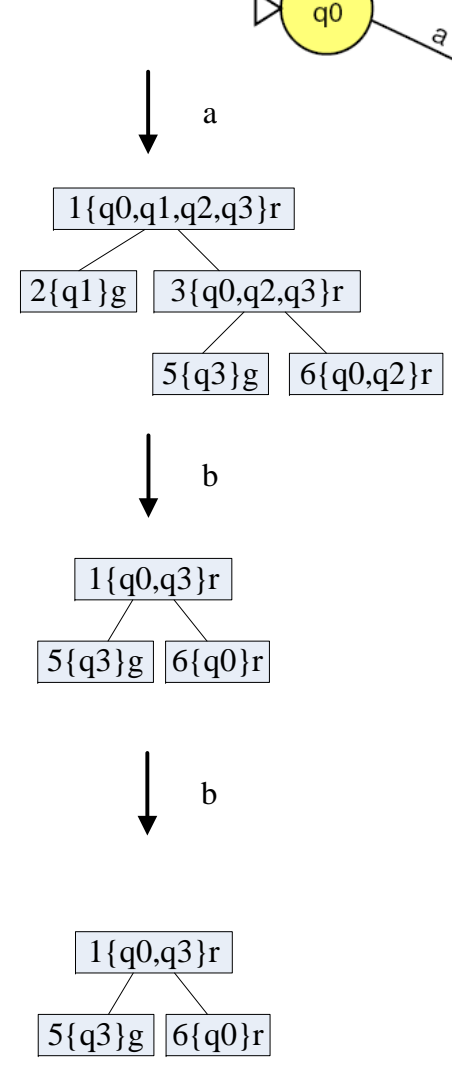 q0
a
a
1{q0,q1,q2,q3}r
2{q1}g 3{q0,q2,q3}r
5{q3}g 6{q0,q2}r
b
1{q0,q3}r
5{q3}g 6{q0}r
b
1{q0,q3}r
5{q3}g 6{q0}r